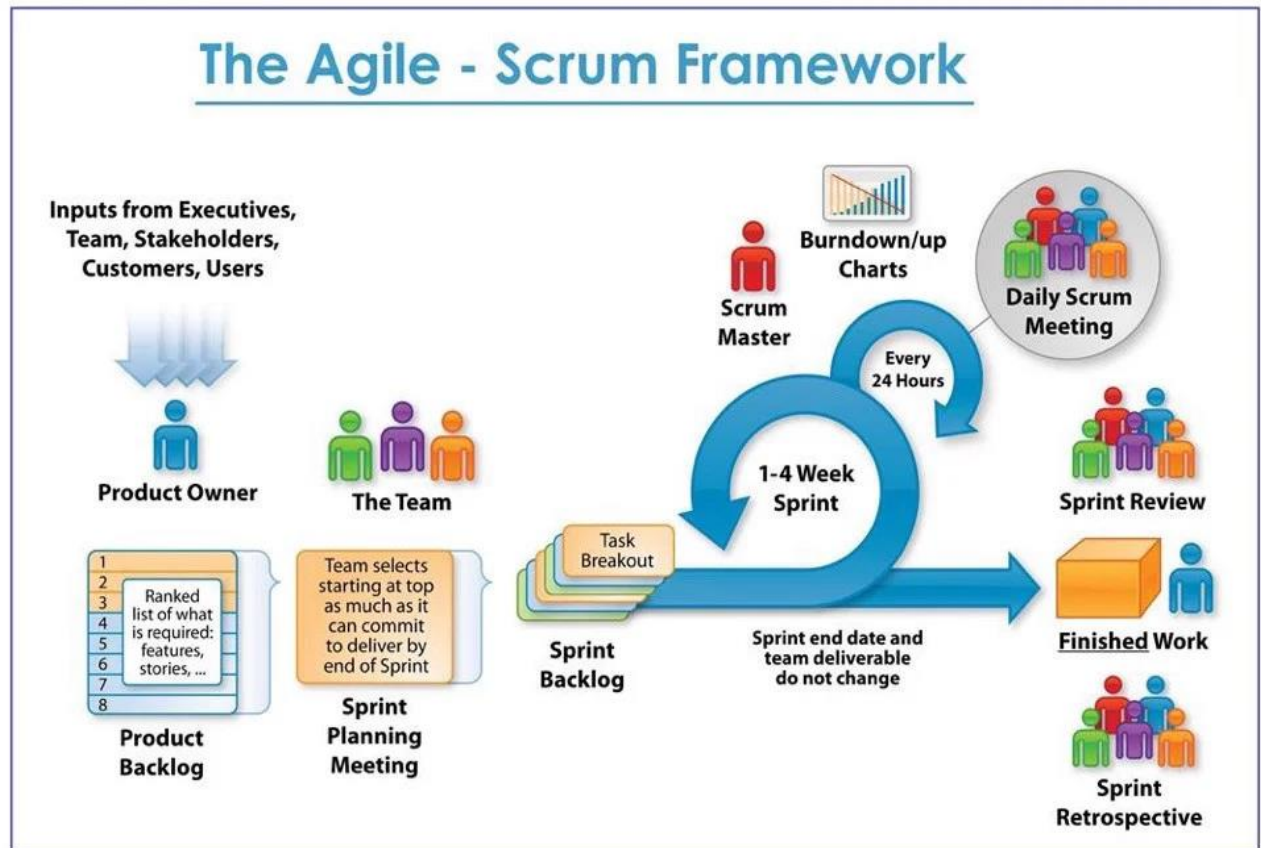 The Agile - Scrum Framework
Inputs from Executives,
Team, Stakeholders,
Customers, Users
Product Owner
The Team
1
2
3
4
5
6
7
8
Ranked
list of what
is required:
features,
stories, ...
Product
Backlog
Team selects
starting at top
as much as it
can commit
to deliver by
end of Sprint
Sprint
Planning
Meeting
Task
Breakout
Sprint
Backlog
Scrum
Master
Burndown/up
Charts
Every
24 Hours
Daily Scrum
Meeting
1-4 Week
Sprint
Sprint end date and
team deliverable
do not change
Sprint Review
Finished Work
Sprint
Retrospective